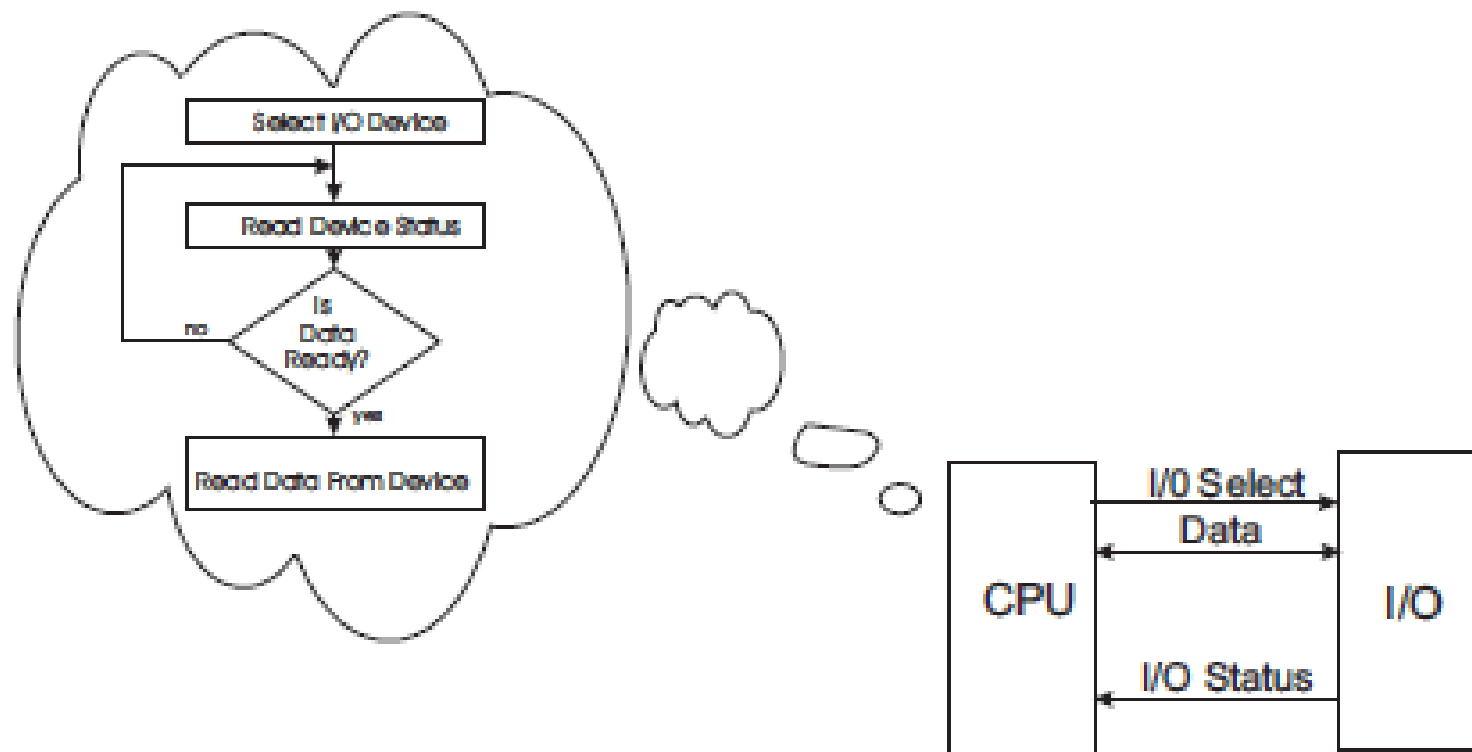 Select I/O Device
Read Device Status
Is
Data
Ready?
no
yes
Read Data From Device
I/0 Select
Data
CPU
I/O
I/O Status